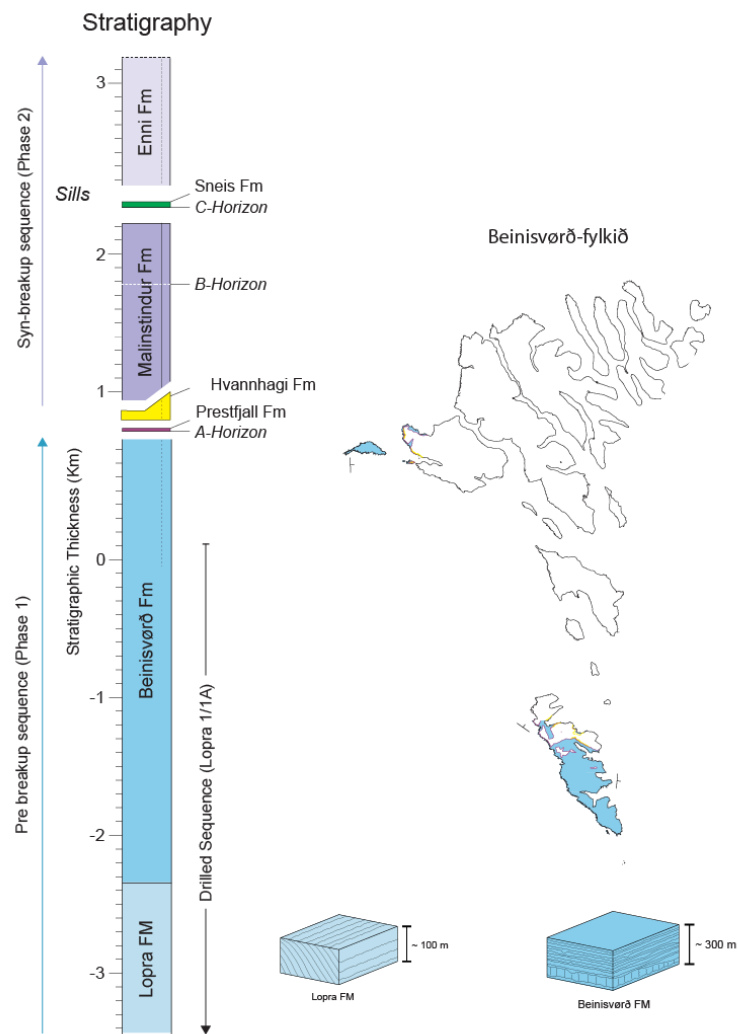 Stratigraphy
Syn-breakup sequence (Phase 2)
Pre breakup sequence (Phase 1)
Stratigraphic Thickness (Km)
3
2
1
0
-1
-2
-3
Sills
Enni Fm
Sneis Fm
C-Horizon
Malinstindur Fm
B-Horizon
Hvannhagi Fm
Prestfjall Fm
A-Horizon
Beinisvørð Fm
Lopra FM
Drilled Sequence (Lopra 1/1A)
Beinisvørð-fylkið
~ 100 m
Lopra FM
~ 300 m
Beinisvørð FM